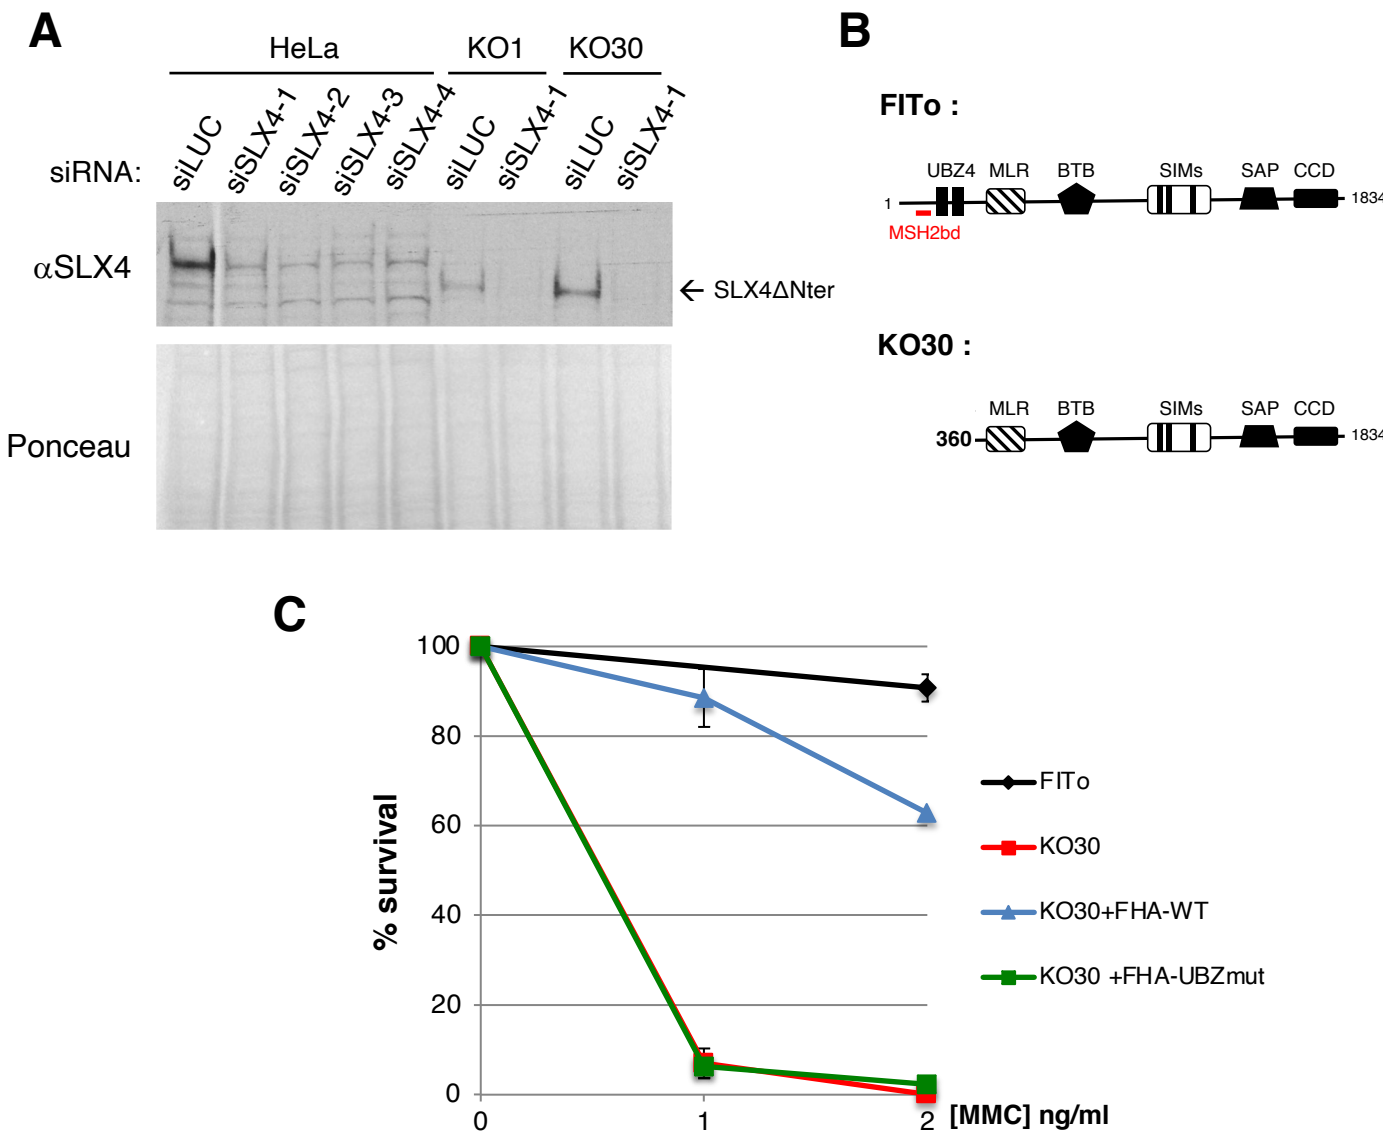 A
HeLa KO1 KO30
siRNA: siLUC siSLX4-1 siSLX4-2 siSLX4-3 siSLX4-4 siLUC siSLX4-1 siLUC siSLX4-1
αSLX4
← SLX4ΔNter
Ponceau
B
FITo :
UBZ4 MLR BTB SIMs SAP CCD
1 1834
MSH2bd
KO30 :
MLR BTB SIMs SAP CCD
360 1834
C
% survival
100
80
60
40
20
0
0 1 2 [MMC] ng/ml
FITo
KO30
KO30+FHA-WT
KO30 +FHA-UBZmut